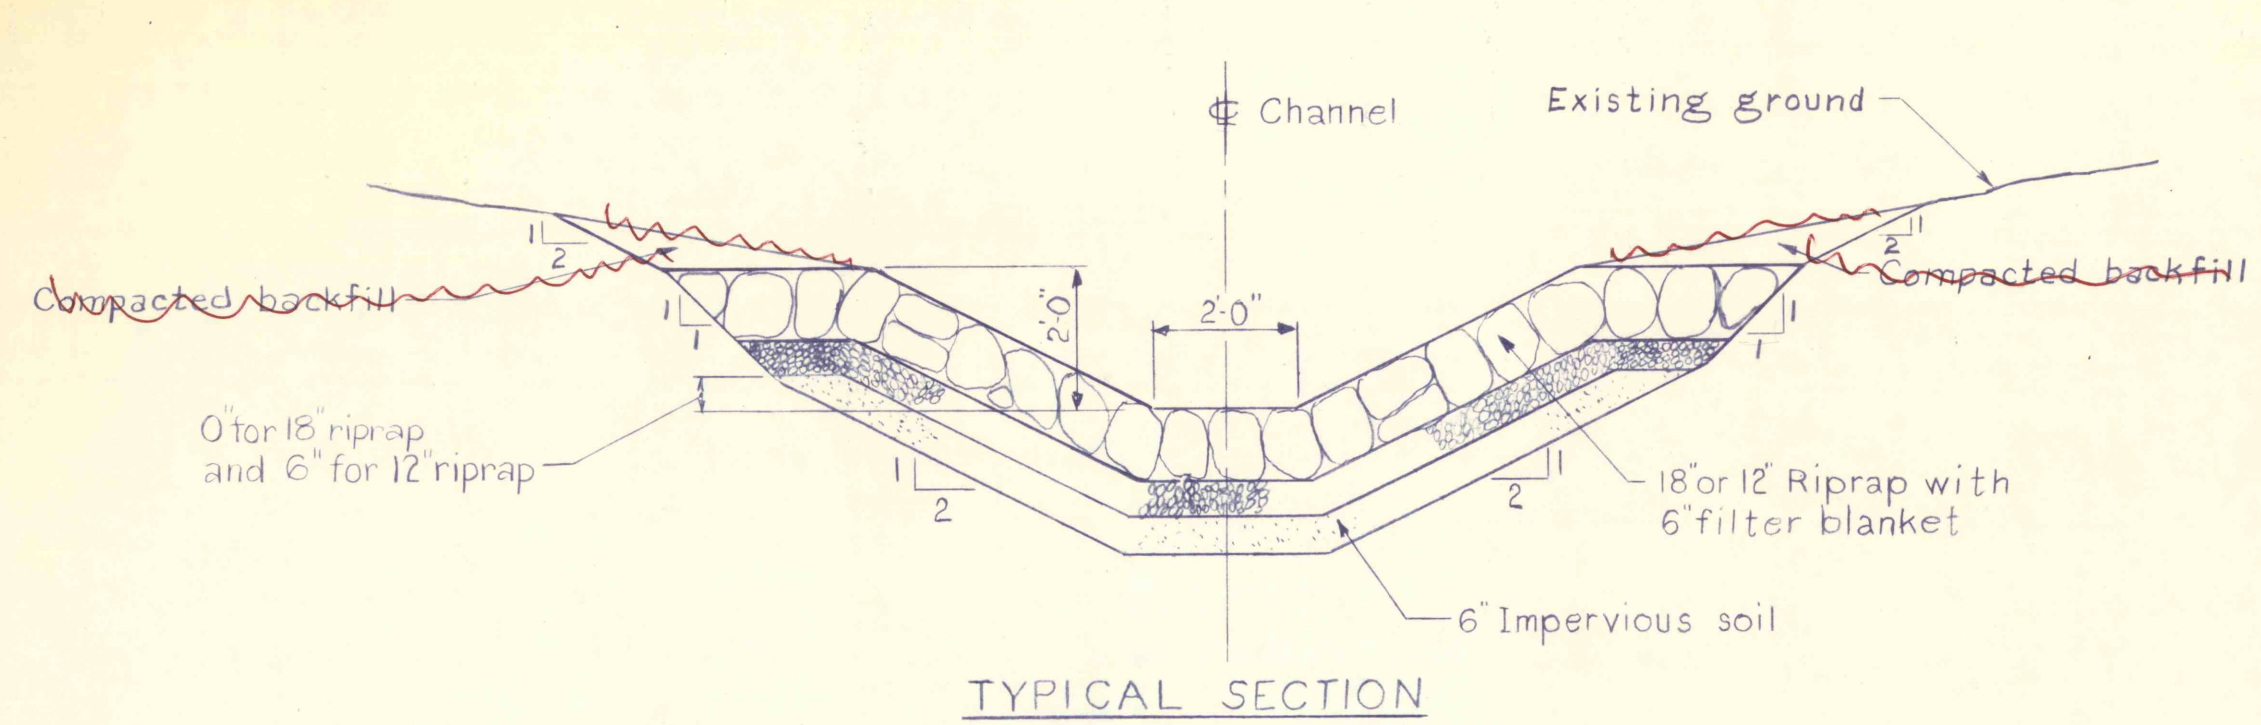 ℄ Channel
Existing ground
1
2
2
1
Compacted backfill
Compacted backfill
1
1
2'-0"
2'-0"
1
1
0" for 18" riprap
and 6" for 12" riprap
1
2
1
2
18" or 12" Riprap with
6" filter blanket
6" Impervious soil
TYPICAL SECTION